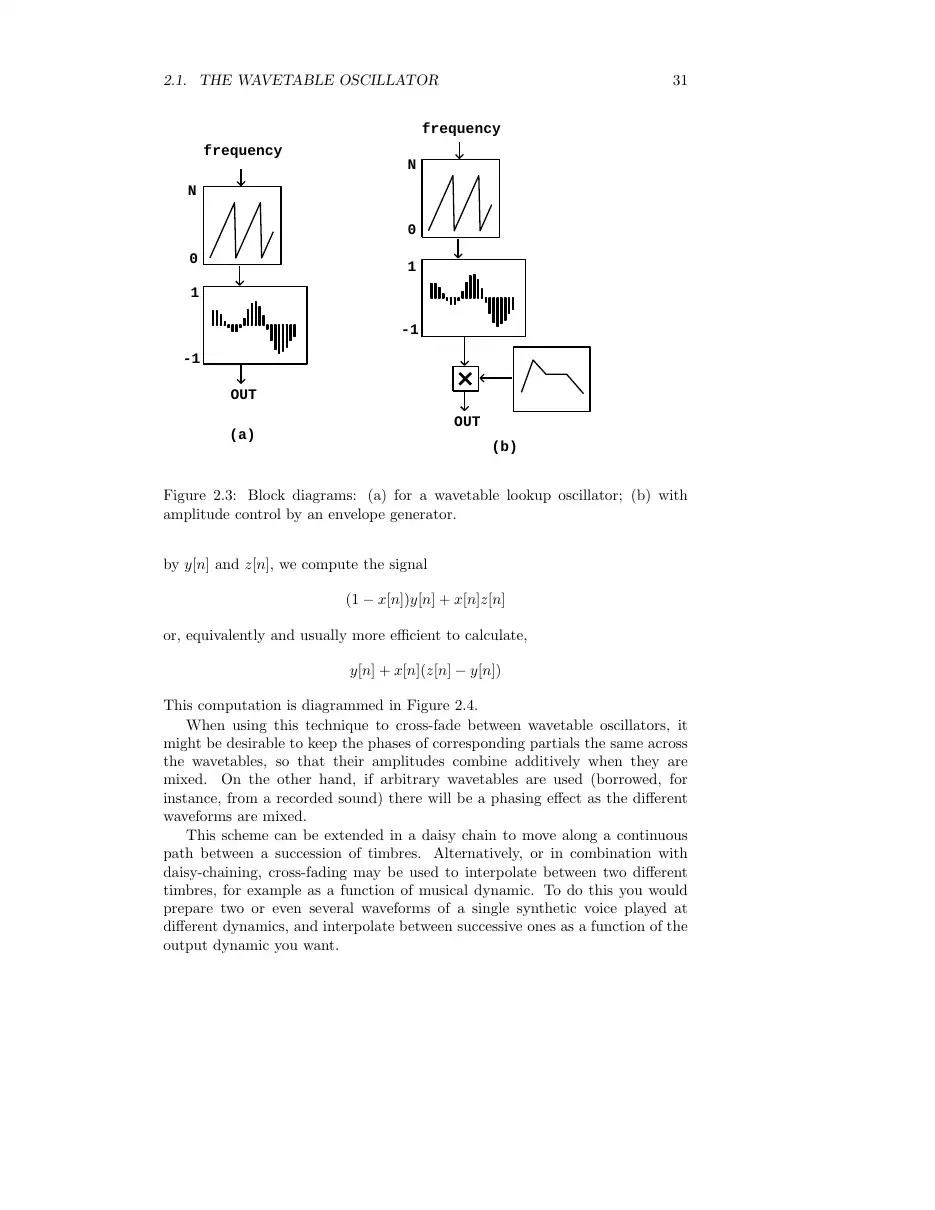 2.1. THE WAVETABLE OSCILLATOR 31
frequency
N
0
1
-1
OUT
(a)
frequency
N
0
1
-1
OUT
(b)
Figure 2.3: Block diagrams: (a) for a wavetable lookup oscillator; (b) with
amplitude control by an envelope generator.
by y[n] and z[n], we compute the signal
(1 − x[n])y[n] + x[n]z[n]
or, equivalently and usually more efficient to calculate,
y[n] + x[n](z[n] − y[n])
This computation is diagrammed in Figure 2.4.
When using this technique to cross-fade between wavetable oscillators, it
might be desirable to keep the phases of corresponding partials the same across
the wavetables, so that their amplitudes combine additively when they are
mixed. On the other hand, if arbitrary wavetables are used (borrowed, for
instance, from a recorded sound) there will be a phasing effect as the different
waveforms are mixed.
This scheme can be extended in a daisy chain to move along a continuous
path between a succession of timbres. Alternatively, or in combination with
daisy-chaining, cross-fading may be used to interpolate between two different
timbres, for example as a function of musical dynamic. To do this you would
prepare two or even several waveforms of a single synthetic voice played at
different dynamics, and interpolate between successive ones as a function of the
output dynamic you want.